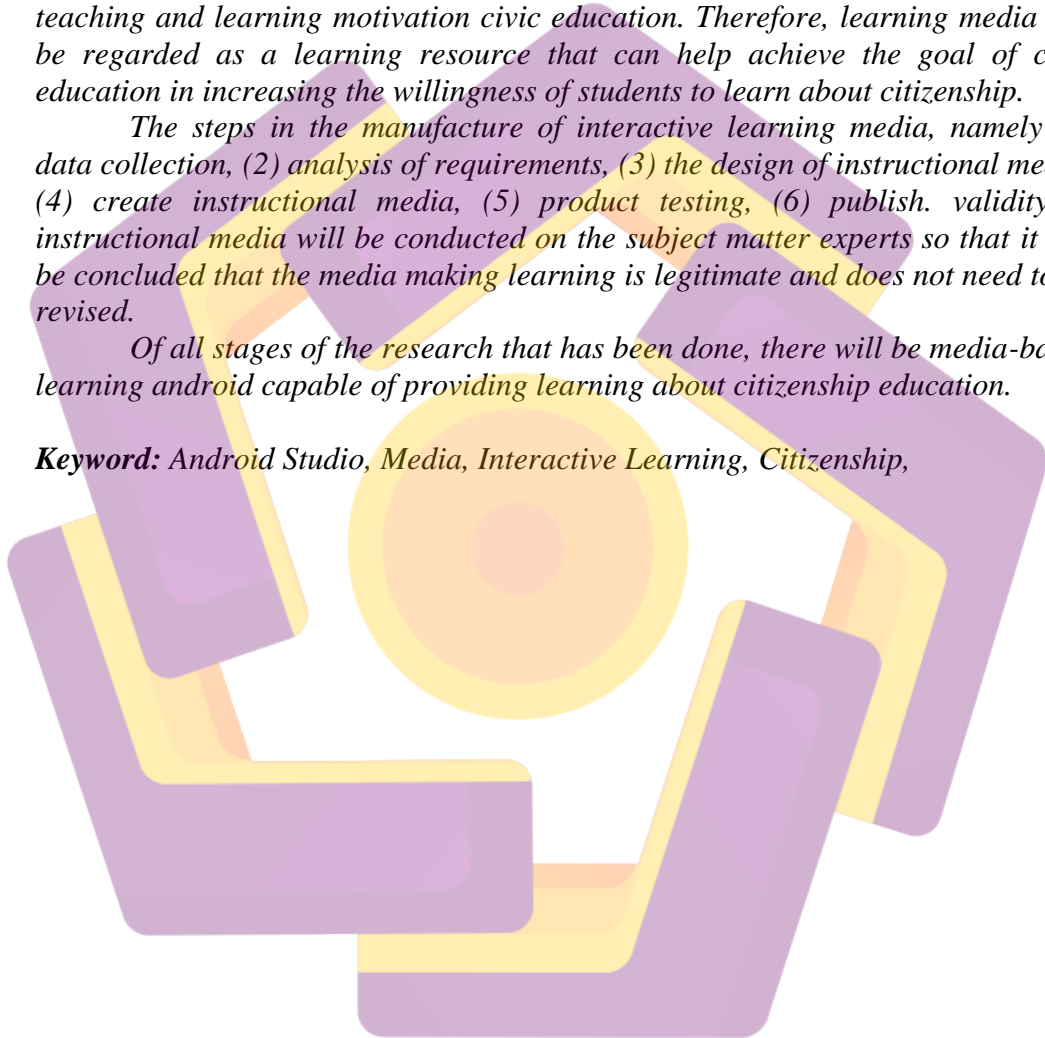 teaching and learning motivation civic education. Therefore, learning media
be regarded as a learning resource that can help achieve the goal of c
education in increasing the willingness of students to learn about citizenship.
The steps in the manufacture of interactive learning media, namely
data collection, (2) analysis of requirements, (3) the design of instructional me
(4) create instructional media, (5) product testing, (6) publish. validity
instructional media will be conducted on the subject matter experts so that it
be concluded that the media making learning is legitimate and does not need to
revised.
Of all stages of the research that has been done, there will be media-ba
learning android capable of providing learning about citizenship education.
Keyword: Android Studio, Media, Interactive Learning, Citizenship,